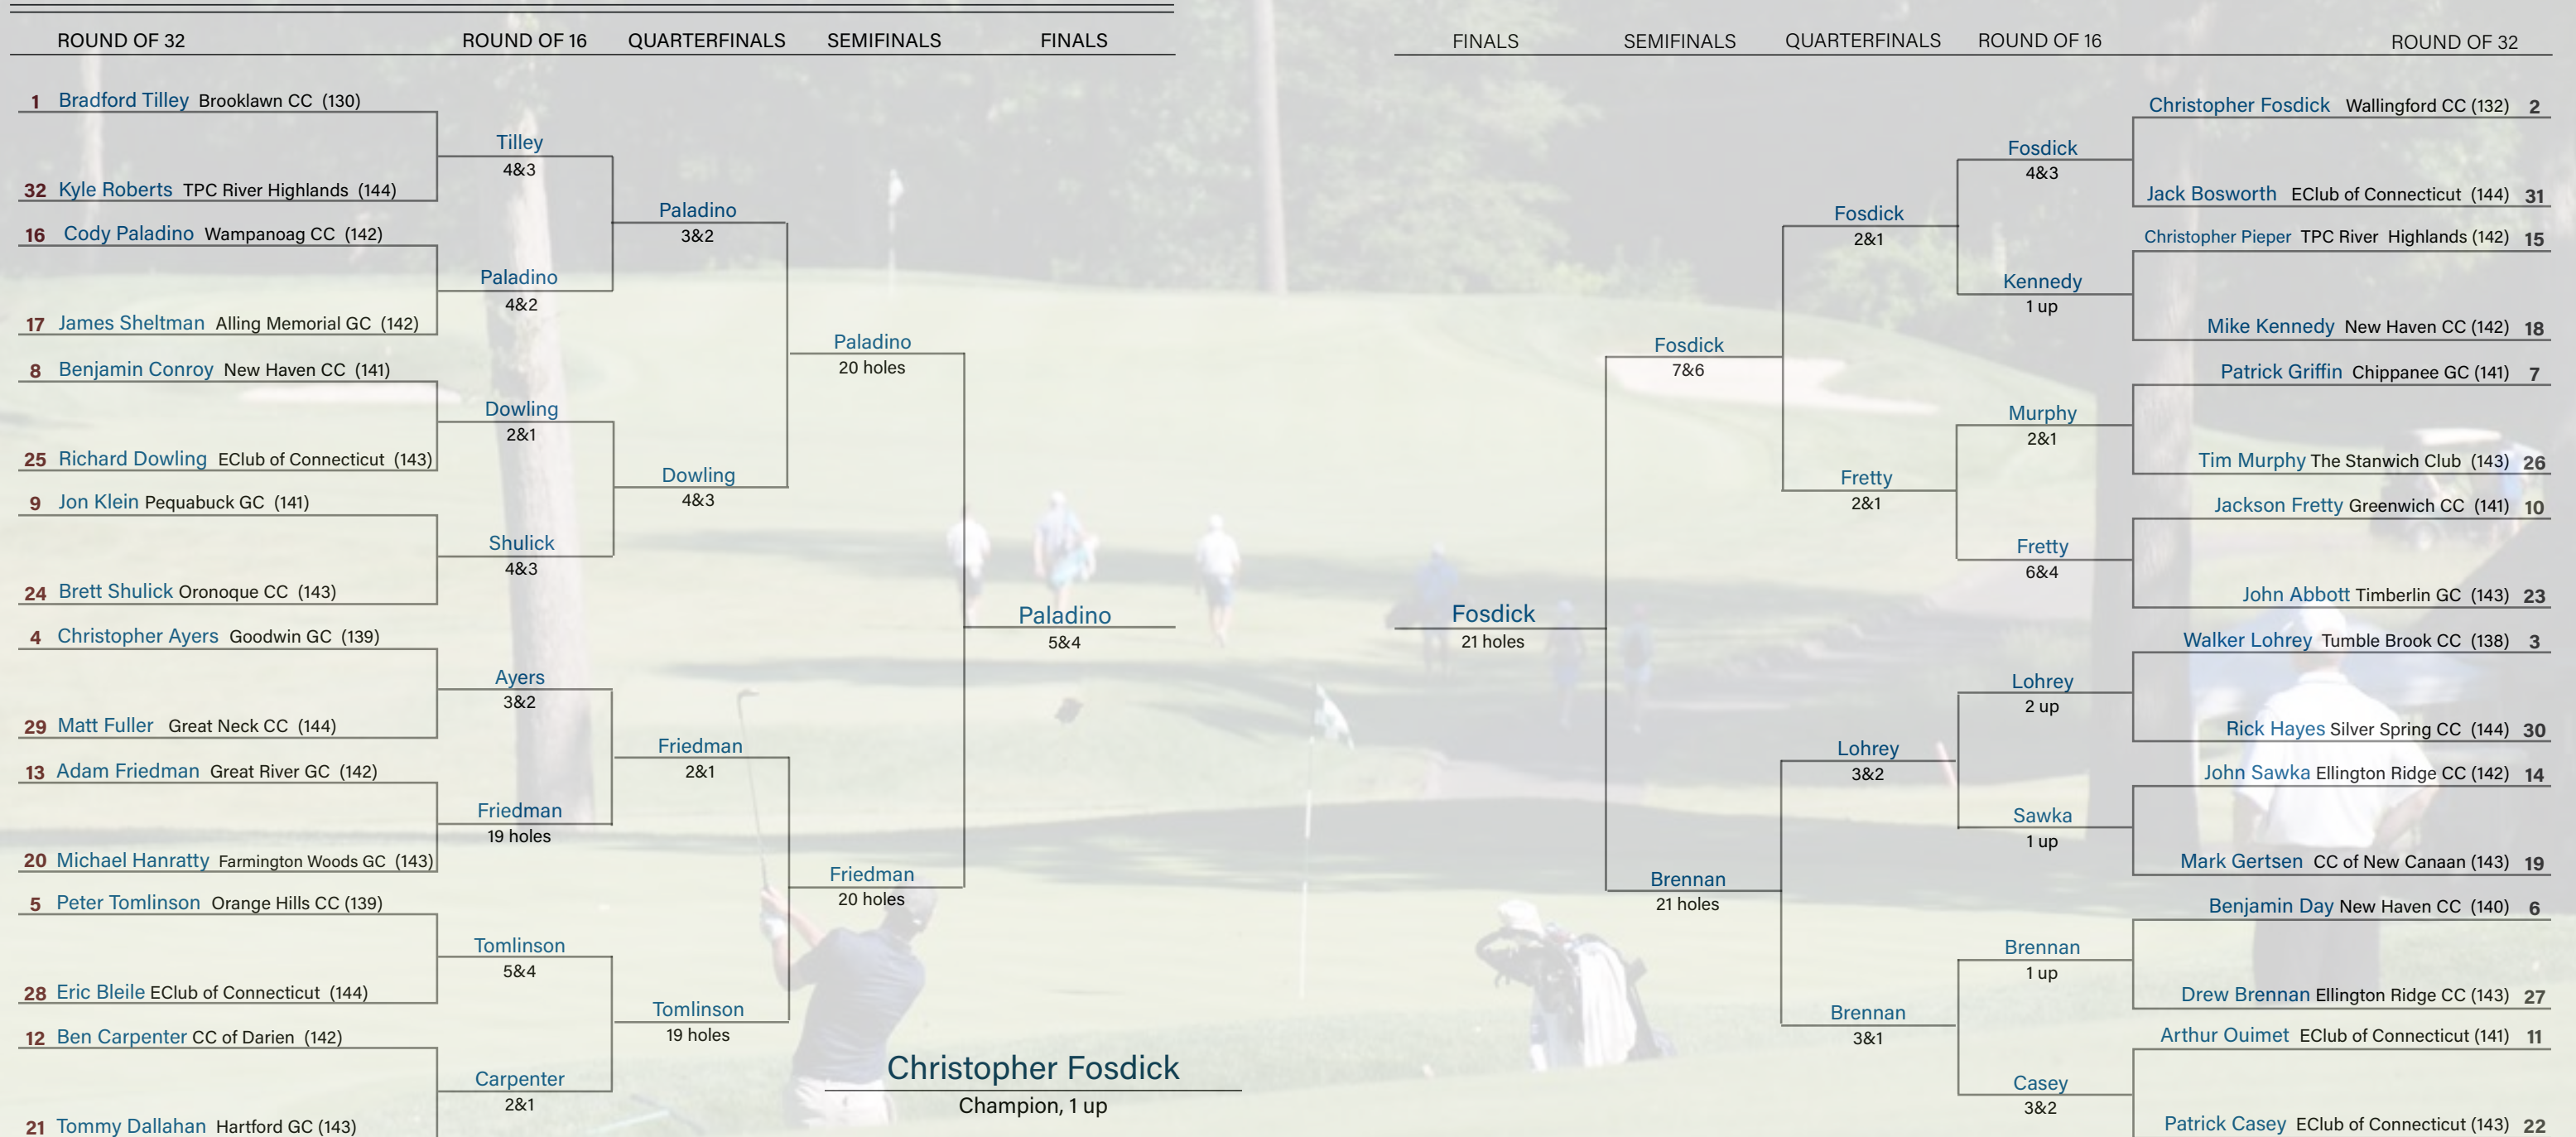 ROUND OF 32 ROUND OF 16 QUARTERFINALS SEMIFINALS FINALS
1 Bradford Tilley Brooklawn CC (130)
Tilley
4&3
32 Kyle Roberts TPC River Highlands (144)
Paladino
3&2
16 Cody Paladino Wampanoag CC (142)
Paladino
4&2
17 James Sheltman Alling Memorial GC (142)
Paladino
20 holes
8 Benjamin Conroy New Haven CC (141)
Dowling
2&1
25 Richard Dowling EClub of Connecticut (143)
Dowling
4&3
9 Jon Klein Pequabuck GC (141)
Shulick
4&3
24 Brett Shulick Oronoque CC (143)
Paladino
5&4
4 Christopher Ayers Goodwin GC (139)
Ayers
3&2
29 Matt Fuller Great Neck CC (144)
Friedman
2&1
13 Adam Friedman Great River GC (142)
Friedman
19 holes
20 Michael Hanratty Farmington Woods GC (143)
Friedman
20 holes
5 Peter Tomlinson Orange Hills CC (139)
Tomlinson
5&4
28 Eric Bleile EClub of Connecticut (144)
Tomlinson
19 holes
12 Ben Carpenter CC of Darien (142)
Carpenter
2&1
21 Tommy Dallahan Hartford GC (143)
Christopher Fosdick
Champion, 1 up
FINALS SEMIFINALS QUARTERFINALS ROUND OF 16 ROUND OF 32
Christopher Fosdick Wallingford CC (132) 2
Fosdick
4&3
Jack Bosworth EClub of Connecticut (144) 31
Fosdick
2&1
Christopher Pieper TPC River Highlands (142) 15
Kennedy
1 up
Mike Kennedy New Haven CC (142) 18
Fosdick
7&6
Patrick Griffin Chippanee GC (141) 7
Murphy
2&1
Tim Murphy The Stanwich Club (143) 26
Fretty
2&1
Jackson Fretty Greenwich CC (141) 10
Fretty
6&4
John Abbott Timberlin GC (143) 23
Fosdick
21 holes
Walker Lohrey Tumble Brook CC (138) 3
Lohrey
2 up
Rick Hayes Silver Spring CC (144) 30
Lohrey
3&2
John Sawka Ellington Ridge CC (142) 14
Sawka
1 up
Mark Gertsen CC of New Canaan (143) 19
Brennan
21 holes
Benjamin Day New Haven CC (140) 6
Brennan
1 up
Drew Brennan Ellington Ridge CC (143) 27
Brennan
3&1
Arthur Ouimet EClub of Connecticut (141) 11
Casey
3&2
Patrick Casey EClub of Connecticut (143) 22